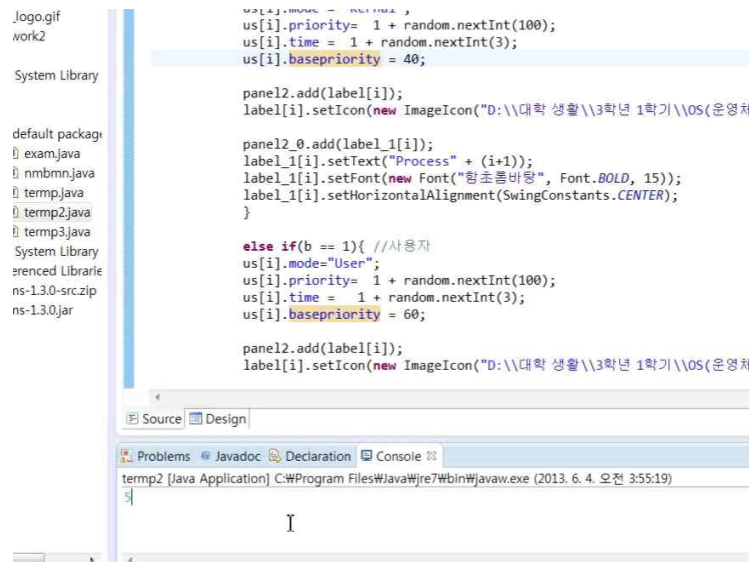 _logo.gif
work2
System Library
default package
exam.java
nmbmn.java
termp.java
termp2.java
termp3.java
System Library
erenced Librarie
ns-1.3.0-src.zip
ns-1.3.0.jar
us[i].mode = "Kernal";
us[i].priority=  1 + random.nextInt(100);
us[i].time =  1 + random.nextInt(3);
us[i].basepriority = 40;
panel2.add(label[i]);
label[i].setIcon(new ImageIcon("D:\\대학 생활\\3학년 1학기\\OS(운영체
panel2_0.add(label_1[i]);
label_1[i].setText("Process" + (i+1));
label_1[i].setFont(new Font("함초롬바탕", Font.BOLD, 15));
label_1[i].setHorizontalAlignment(SwingConstants.CENTER);
}
else if(b == 1){ //사용자
us[i].mode="User";
us[i].priority=  1 + random.nextInt(100);
us[i].time =  1 + random.nextInt(3);
us[i].basepriority = 60;
panel2.add(label[i]);
label[i].setIcon(new ImageIcon("D:\\대학 생활\\3학년 1학기\\OS(운영체
Source Design
Problems @ Javadoc Declaration Console
termp2 [Java Application] C:₩Program Files₩Java₩jre7₩bin₩javaw.exe (2013. 6. 4. 오전 3:55:19)
5